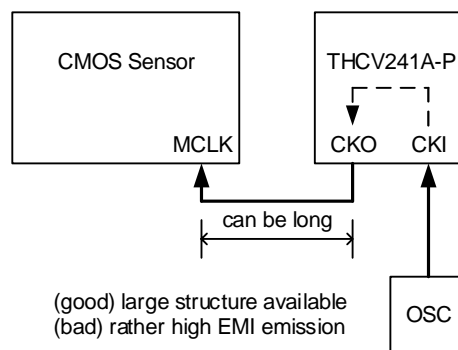 CMOS Sensor
THCV241A-P
MCLK
CKO
CKI
can be long
(good) large structure available
(bad) rather high EMI emission
OSC